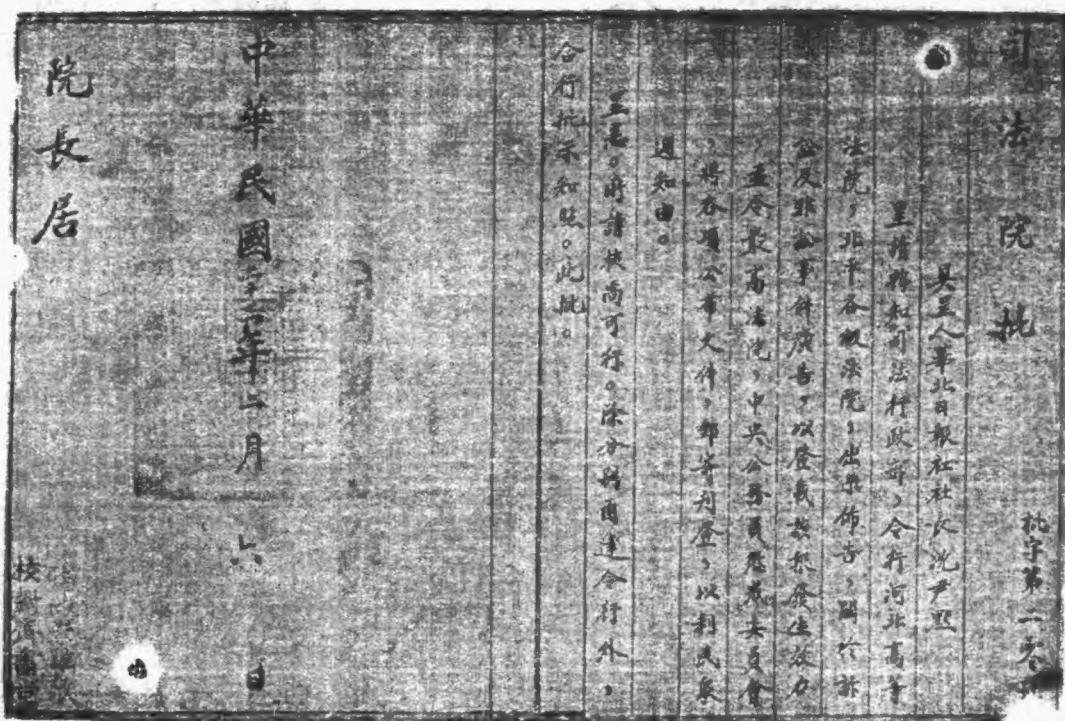 司法院批
批字第二零
具呈人華北日報社社長沈尹默
呈請轉知司法行政部，令行河北高等
法院，北平各級法院，出示佈告，關於訴
訟及非訟事件廣告，以登載該報發生效力
，並令最高法院，中央公務員懲戒委員會
，將各項公布文件，郵寄刊登，以利民衆
週知由。
呈悉。所請核尚可行。除分別函達令行外，
合行批示知照。此批。
中華民國二十年二月六日
院長居